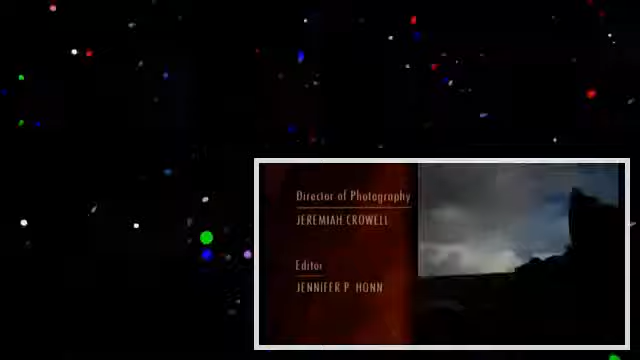 Director of Photography
JEREMIAH CROWELL
Editor
JENNIFER P HONN